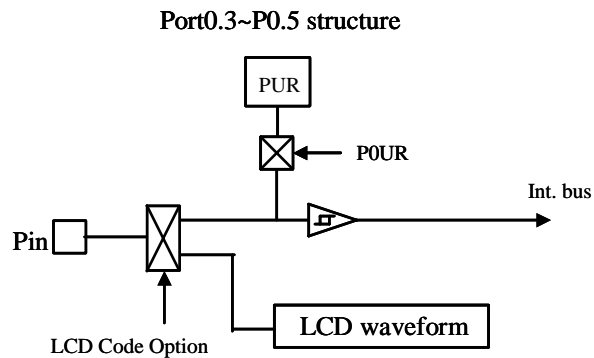 Port0.3~P0.5 structure
PUR
P0UR
Int. bus
Pin
LCD waveform
LCD Code Option